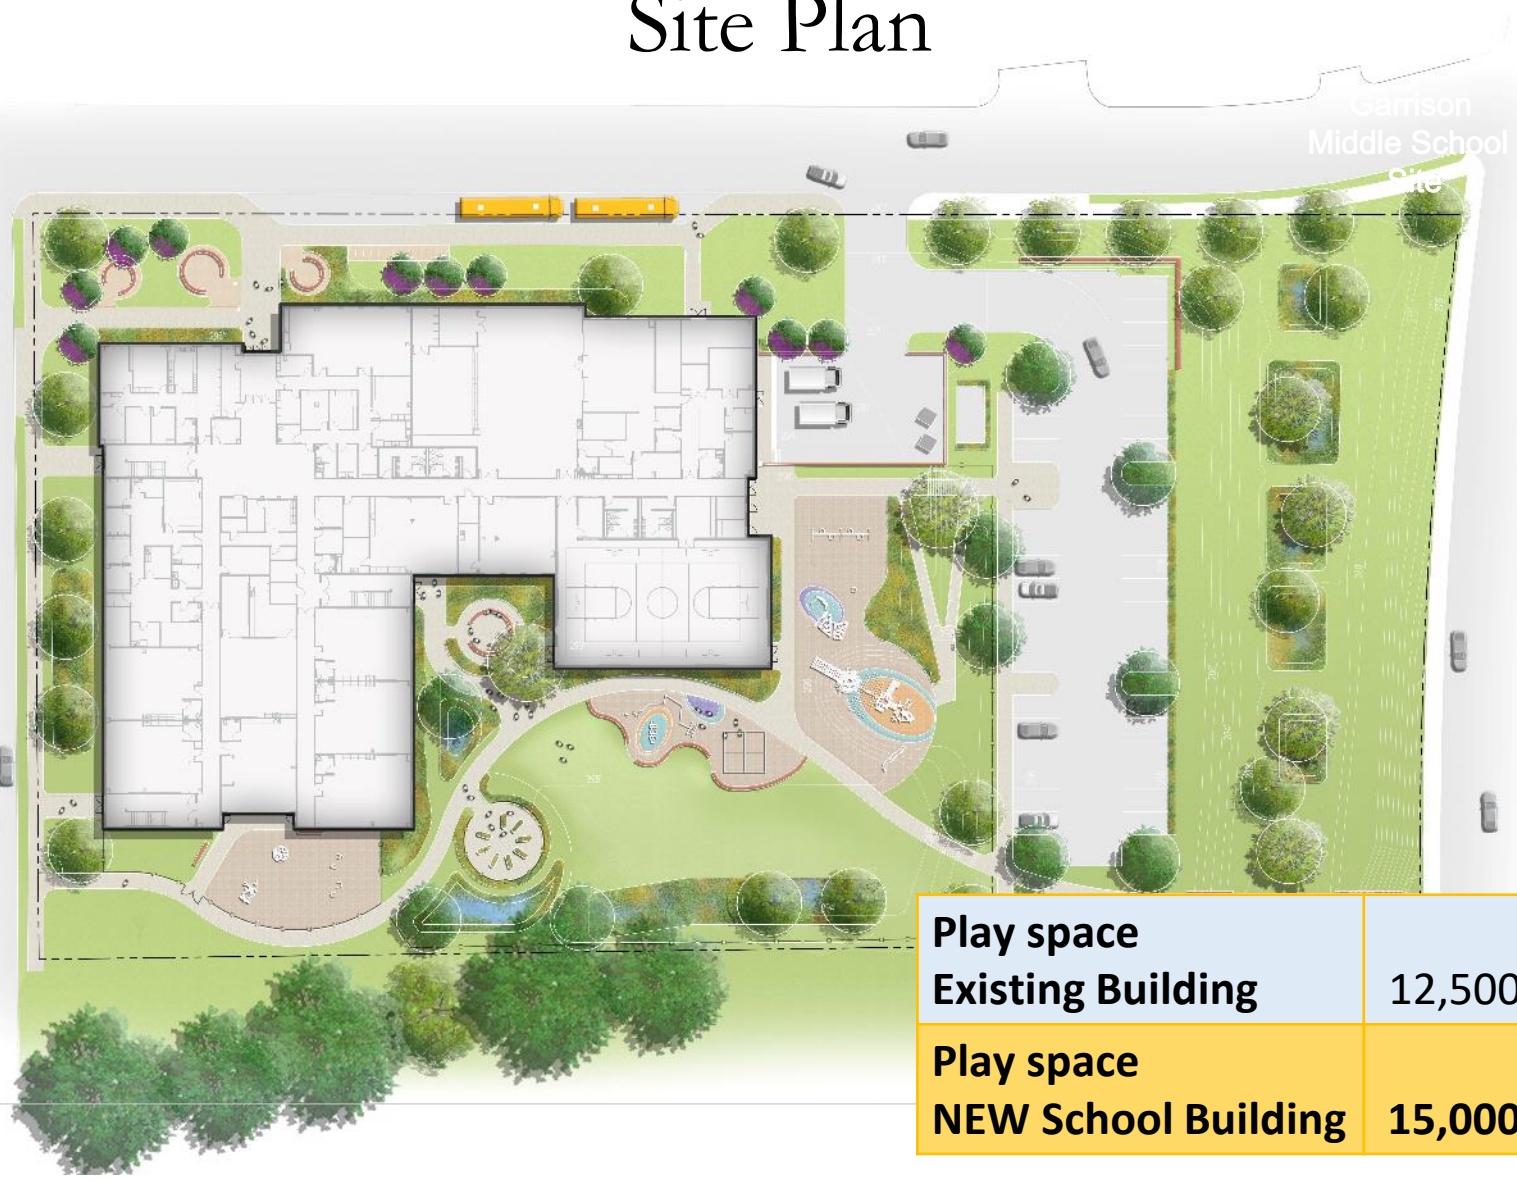 Site Plan
Garrison
Middle School
Site
Play space
Existing Building
12,500
Play space
NEW School Building
15,000